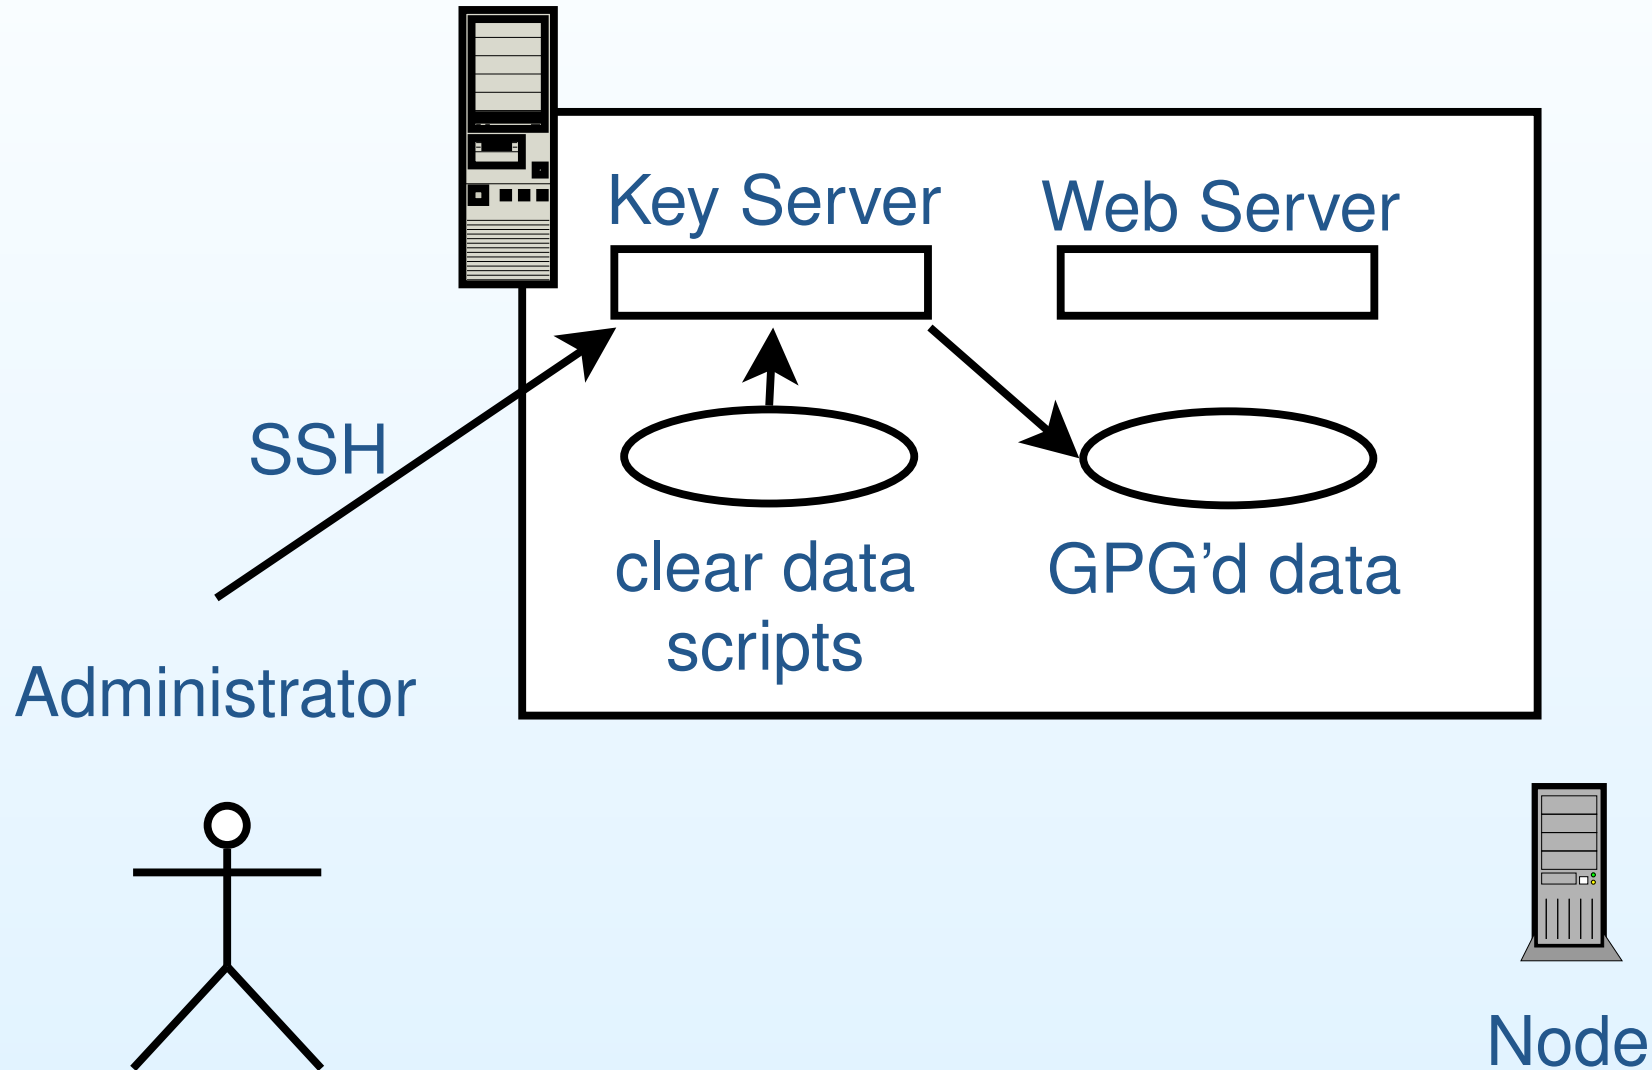 Key Server
Web Server
SSH
clear data
scripts
GPG'd data
Administrator
Node